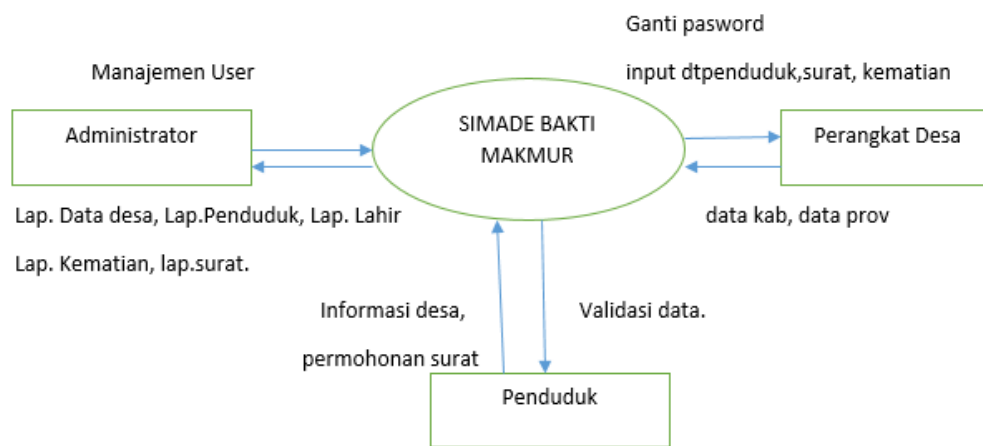 Ganti pasword
Manajemen User
input dtpenduduk,surat, kematian
Administrator
SIMADE BAKTI
MAKMUR
Perangkat Desa
Lap. Data desa, Lap.Penduduk, Lap. Lahir
Lap. Kematian, lap.surat.
data kab, data prov
Informasi desa,
permohonan surat
Validasi data.
Penduduk